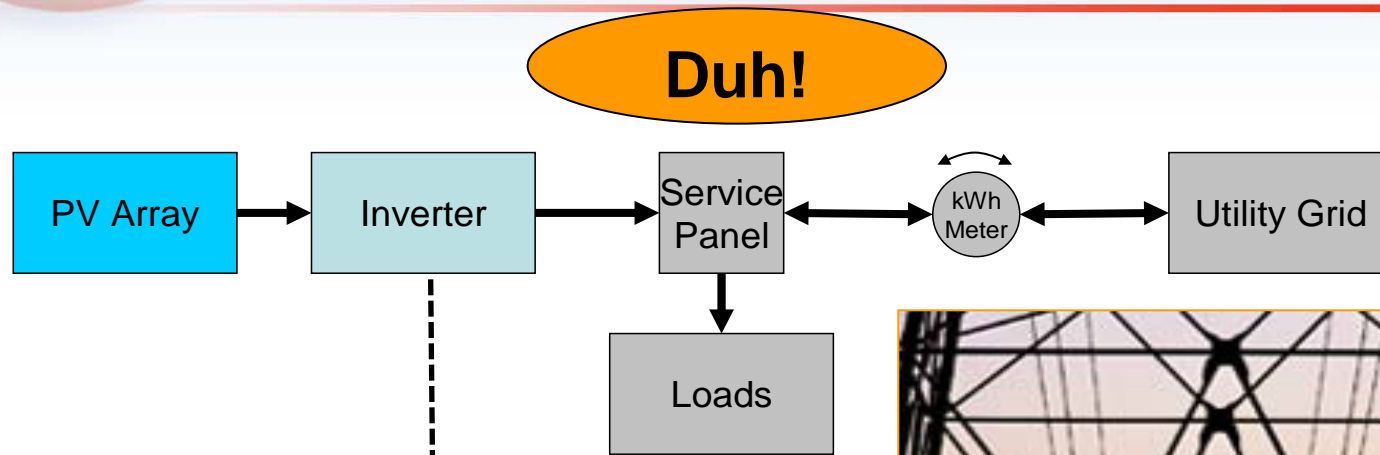 Duh!
PV Array
Inverter
Service
Panel
kWh
Meter
Utility Grid
Loads